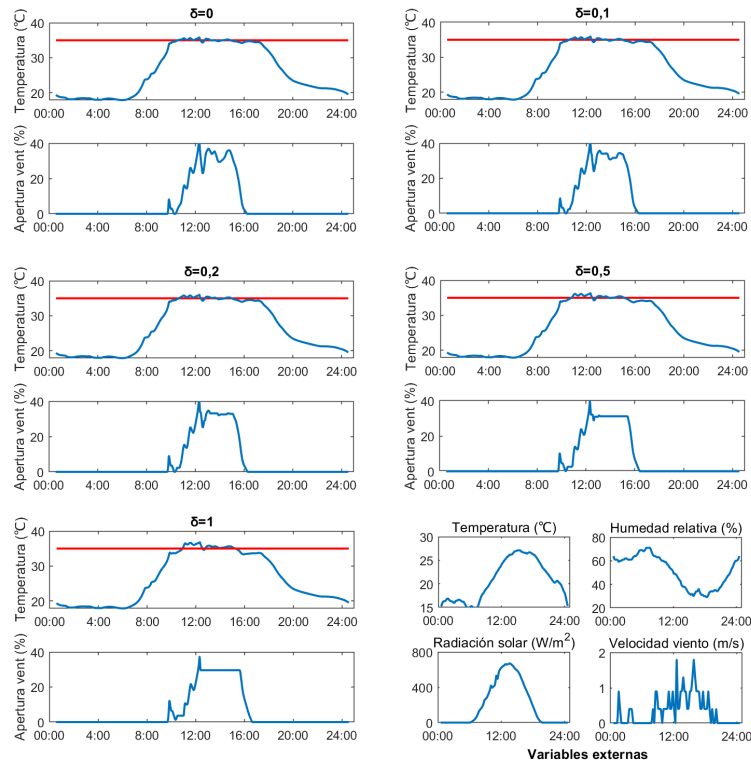 δ=0
Temperatura (℃)
40
30
20
00:00 4:00 8:00 12:00 16:00 20:00 24:00
Apertura vent (%)
40
20
0
00:00 4:00 8:00 12:00 16:00 20:00 24:00
δ=0,1
Temperatura (℃)
40
30
20
00:00 4:00 8:00 12:00 16:00 20:00 24:00
Apertura vent (%)
40
20
0
00:00 4:00 8:00 12:00 16:00 20:00 24:00
δ=0,2
Temperatura (℃)
40
30
20
00:00 4:00 8:00 12:00 16:00 20:00 24:00
Apertura vent (%)
40
20
0
00:00 4:00 8:00 12:00 16:00 20:00 24:00
δ=0,5
Temperatura (℃)
40
30
20
00:00 4:00 8:00 12:00 16:00 20:00 24:00
Apertura vent (%)
40
20
0
00:00 4:00 8:00 12:00 16:00 20:00 24:00
δ=1
Temperatura (℃)
40
30
20
00:00 4:00 8:00 12:00 16:00 20:00 24:00
Apertura vent (%)
40
20
0
00:00 4:00 8:00 12:00 16:00 20:00 24:00
Temperatura (℃)
30
25
20
15
00:00 12:00 24:00
Humedad relativa (%)
80
60
40
20
00:00 12:00 24:00
Radiación solar (W/m²)
800
400
0
00:00 12:00 24:00
Velocidad viento (m/s)
2
1
0
00:00 12:00 24:00
Variables externas